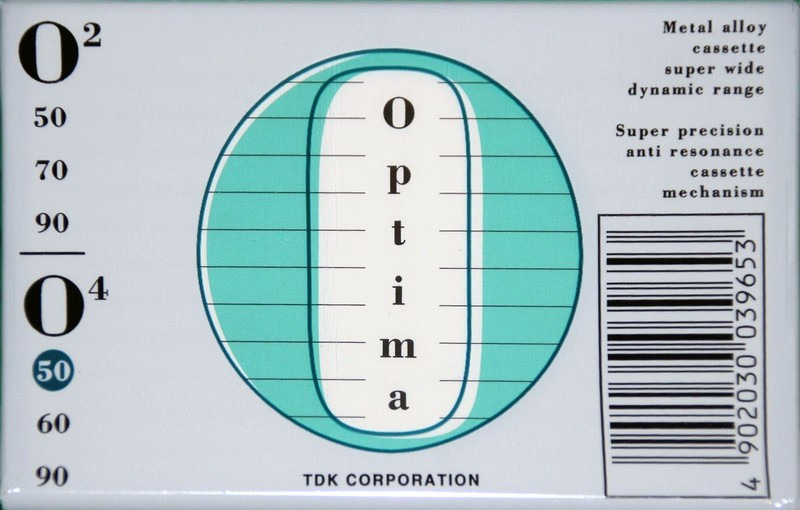 O²
50
70
90
O⁴
50
60
90
O
p
t
i
m
a
TDK CORPORATION
Metal alloy
cassette
super wide
dynamic range
Super precision
anti resonance
cassette
mechanism
4 902030 039653